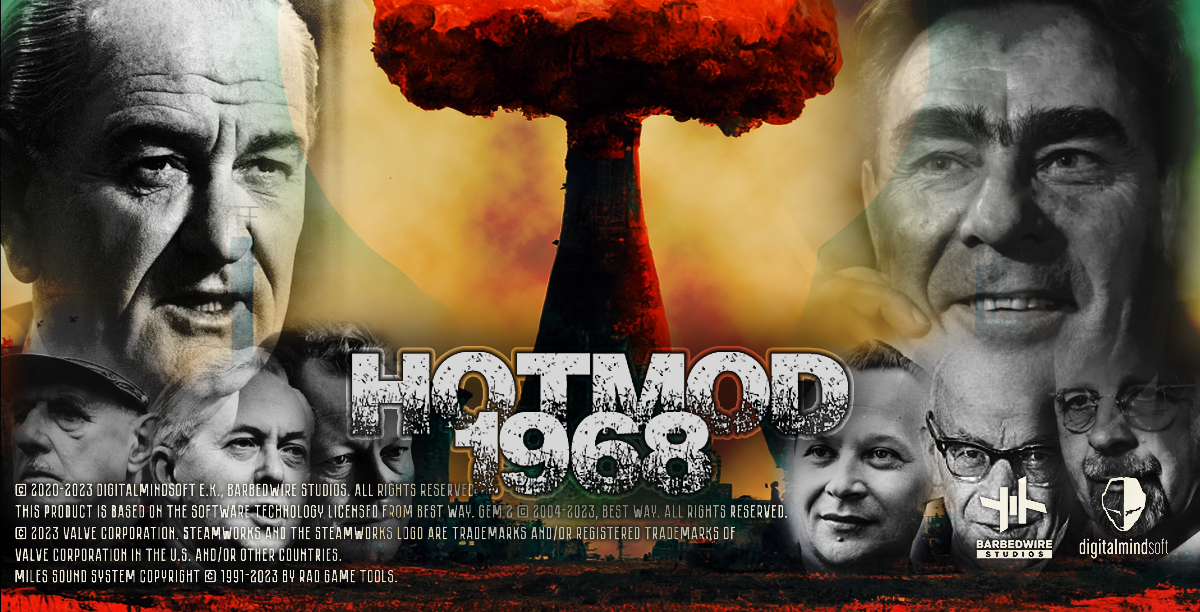 HOTMOD
1968
© 2020-2023 DIGITALMINDSOFT E.K., BARBEDWIRE STUDIOS. ALL RIGHTS RESERVED.
THIS PRODUCT IS BASED ON THE SOFTWARE TECHNOLOGY LICENSED FROM BEST WAY. GEM.2 © 2004-2023, BEST WAY. ALL RIGHTS RESERVED.
© 2023 VALVE CORPORATION. STEAMWORKS AND THE STEAMWORKS LOGO ARE TRADEMARKS AND/OR REGISTERED TRADEMARKS OF
VALVE CORPORATION IN THE U.S. AND/OR OTHER COUNTRIES.
MILES SOUND SYSTEM COPYRIGHT © 1991-2023 BY RAD GAME TOOLS.
BARBEDWIRE
STUDIOS
digitalmindsoft